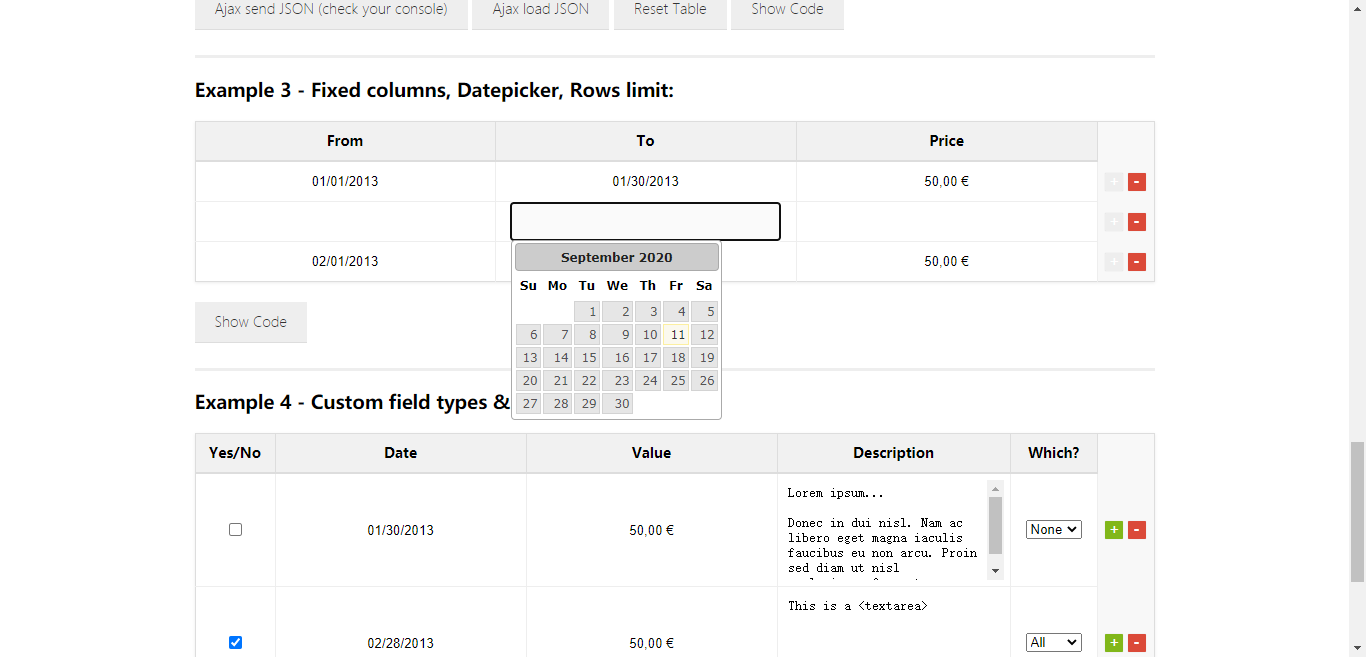 Ajax send JSON (check your console) Ajax load JSON Reset Table Show Code
Example 3 - Fixed columns, Datepicker, Rows limit:
From To Price
01/01/2013 01/30/2013 50,00 € + -
+ -
02/01/2013 50,00 € + -
September 2020
Su Mo Tu We Th Fr Sa
1 2 3 4 5
6 7 8 9 10 11 12
13 14 15 16 17 18 19
20 21 22 23 24 25 26
27 28 29 30
Show Code
Example 4 - Custom field types &
Yes/No Date Value Description Which?
01/30/2013 50,00 € Lorem ipsum... None + -
Donec in dui nisl. Nam ac
libero eget magna iaculis
faucibus eu non arcu. Proin
sed diam ut nisl
02/28/2013 50,00 € This is a <textarea> All + -